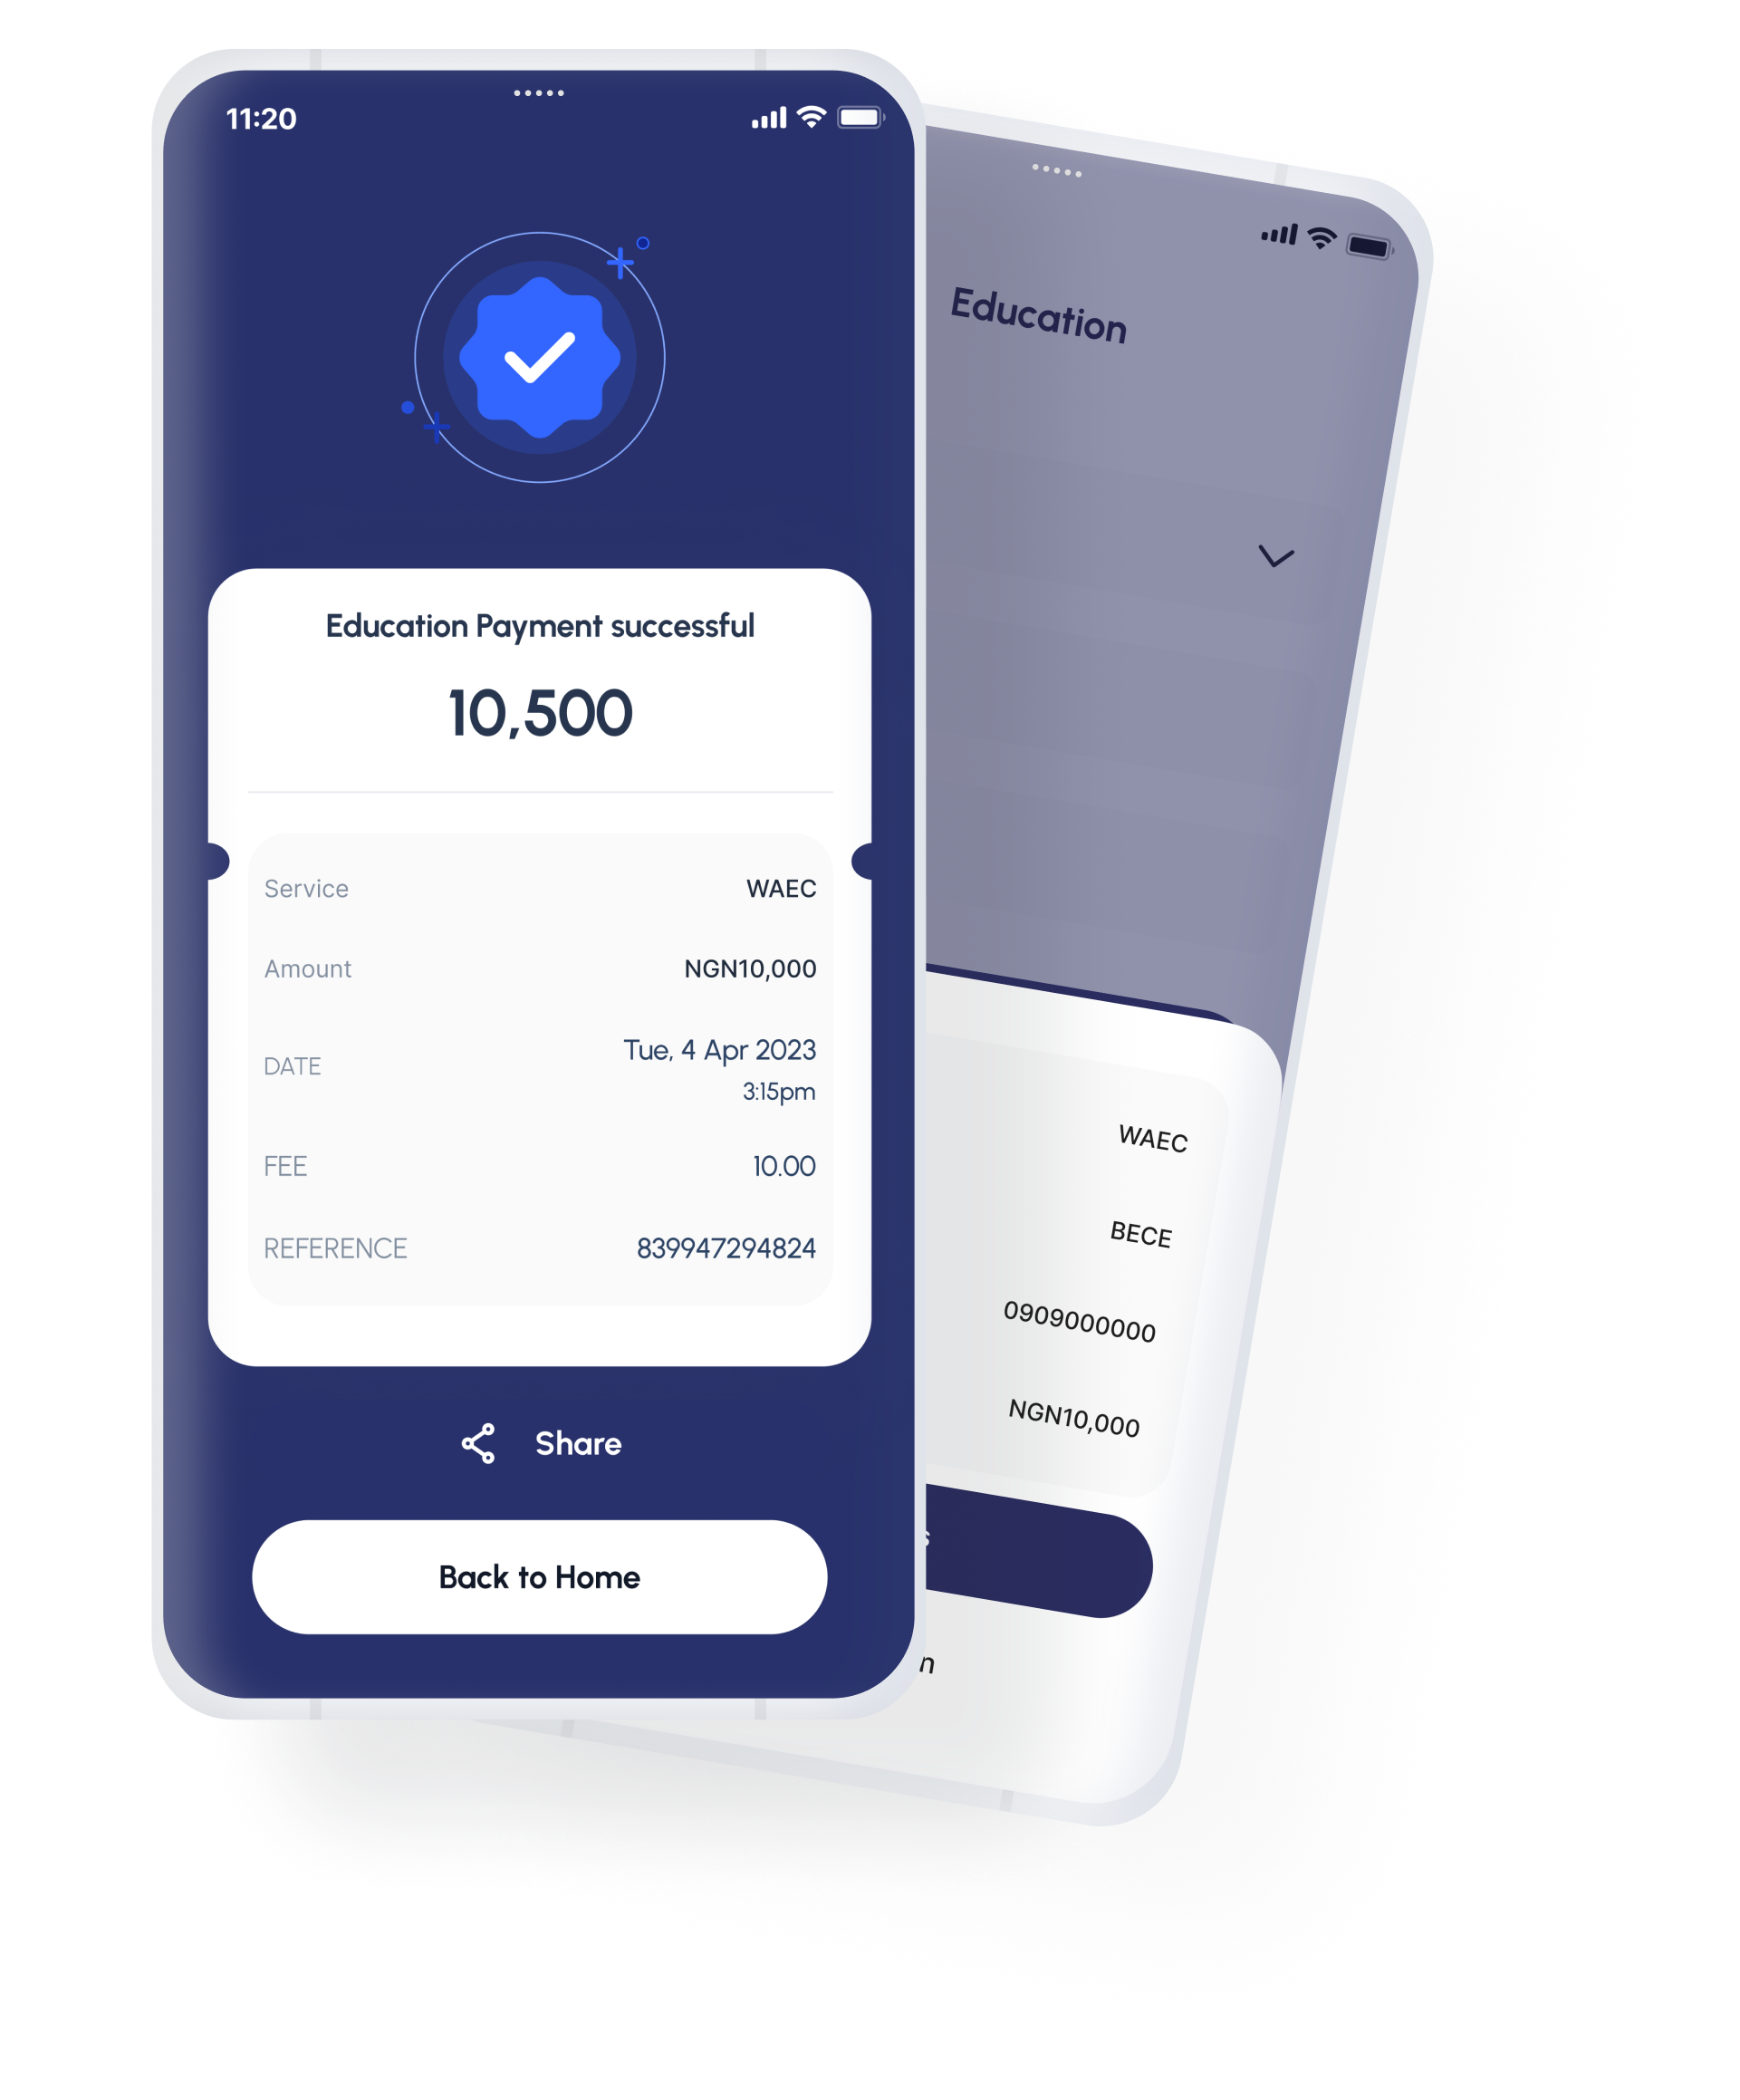 11:20
Education Payment successful
10,500
Service WAEC
Amount NGN10,000
DATE Tue, 4 Apr 2023
3:15pm
FEE 10.00
REFERENCE 839947294824
Share
Back to Home
Education
WAEC
BECE
0909000000
NGN10,000